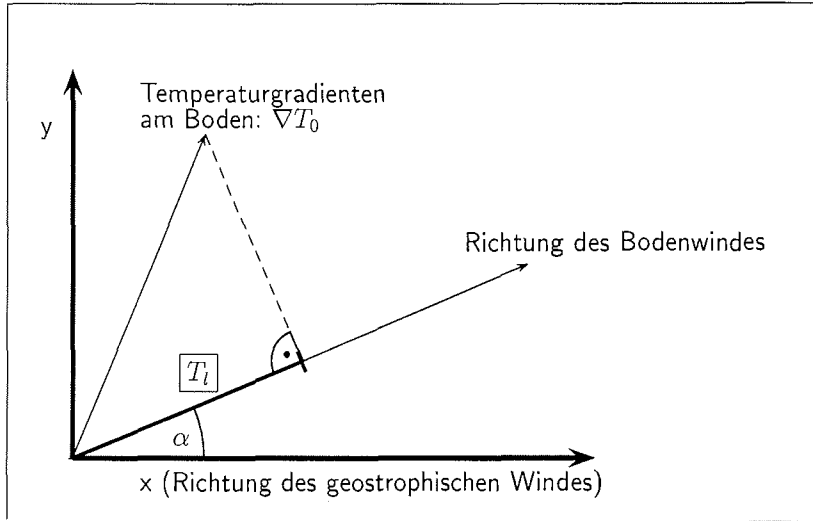 Temperaturgradienten
am Boden: ∇T₀
y
Richtung des Bodenwindes
T_l
α
x (Richtung des geostrophischen Windes)